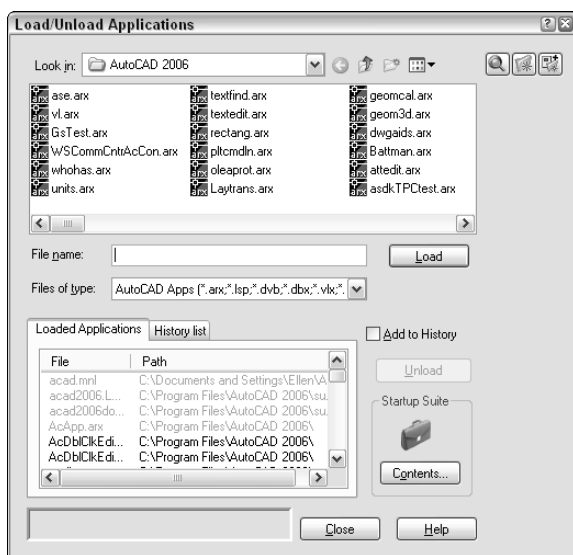 Load/Unload Applications
Look in: AutoCAD 2006
ase.arx textfind.arx geomcal.arx
vl.arx textedit.arx geom3d.arx
GsTest.arx rectang.arx dwgaids.arx
WSCommCntrAcCon.arx pltcmdln.arx Battman.arx
whohas.arx oleaprot.arx attedit.arx
units.arx Laytrans.arx asdkTPCtest.arx
File name: Load
Files of type: AutoCAD Apps (*.arx;*.lsp;*.dvb;*.dbx;*.vlx;*.
Loaded Applications History list Add to History
File Path
Unload
acad.mnl C:\Documents and Settings\Ellen\A
acad2006.L... C:\Program Files\AutoCAD 2006\su
acad2006do... C:\Program Files\AutoCAD 2006\su
AcApp.arx C:\Program Files\AutoCAD 2006\
AcDblClkEdi... C:\Program Files\AutoCAD 2006\
AcDblClkEdi... C:\Program Files\AutoCAD 2006\
Startup Suite
Contents...
Close Help